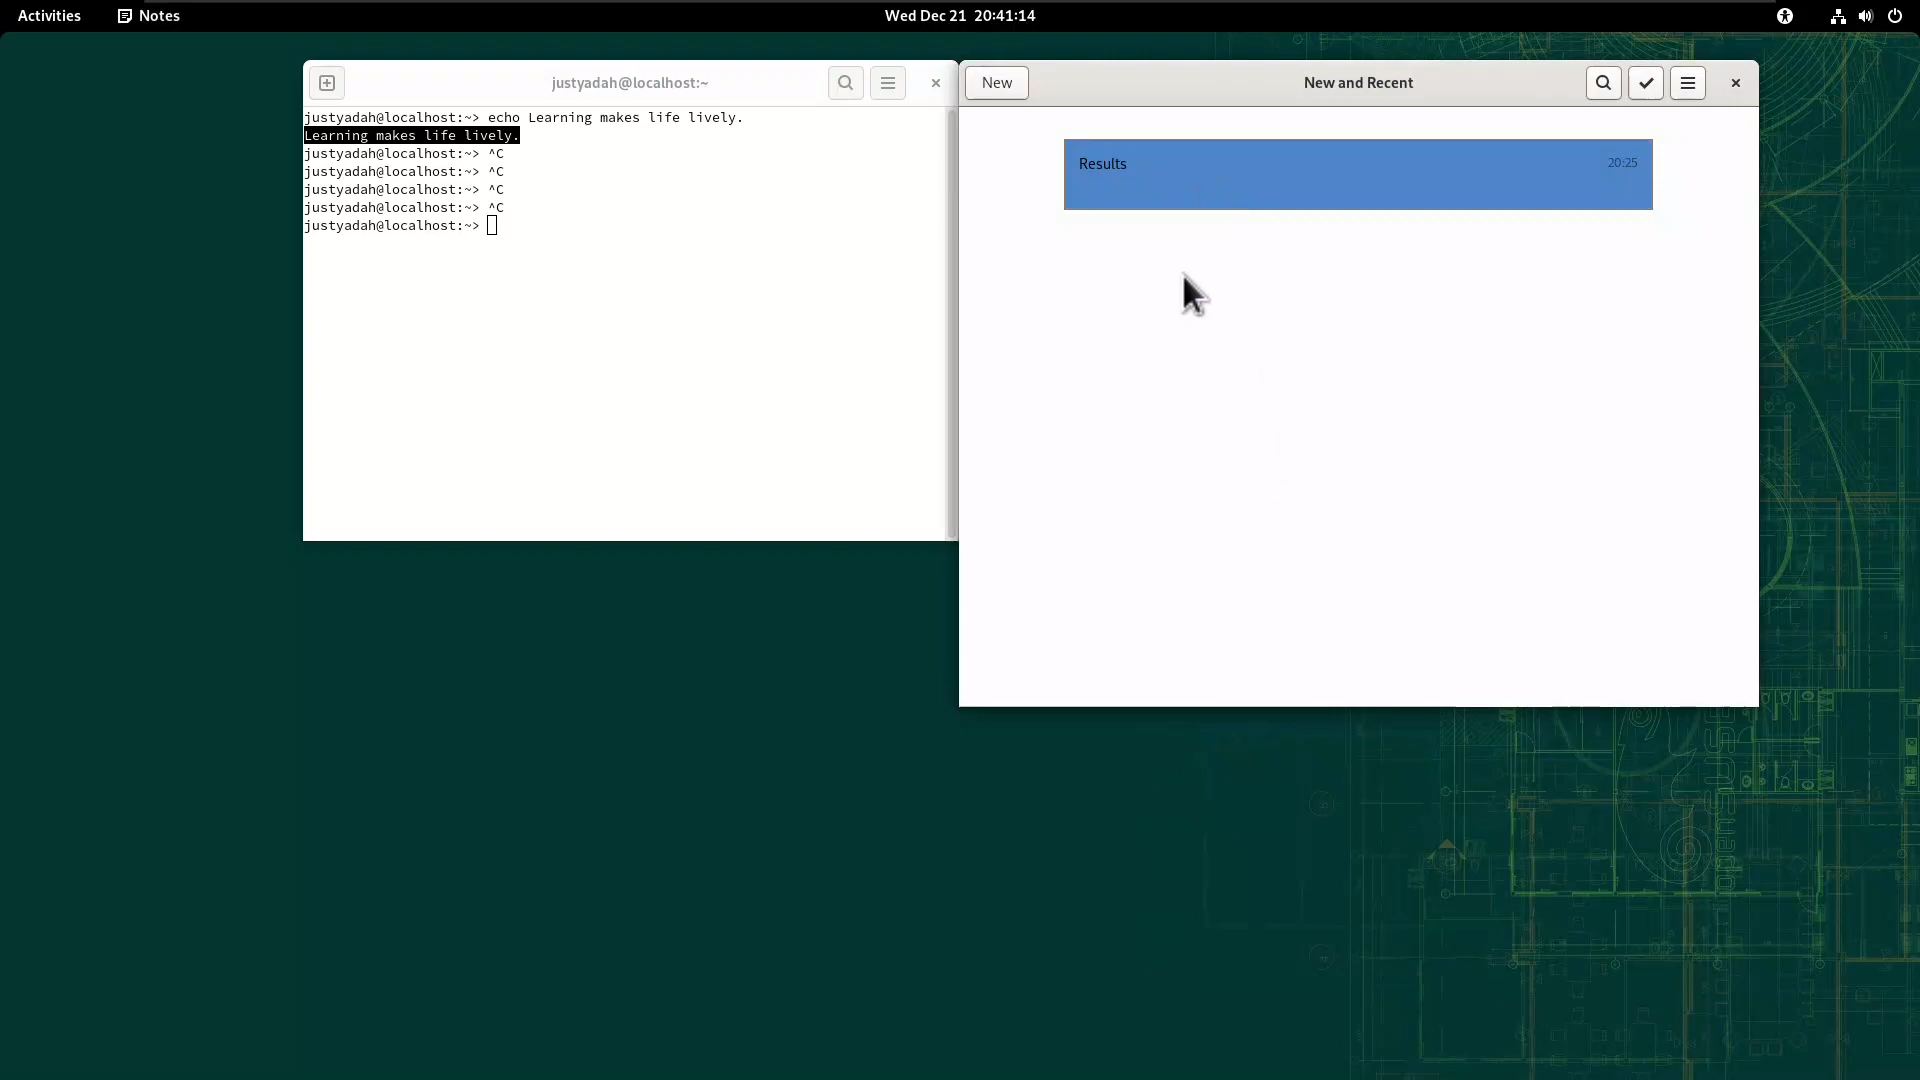 Activities
Notes
Wed Dec 21 20:41:14
justyadah@localhost:~
justyadah@localhost:~> echo Learning makes life lively.
Learning makes life lively.
justyadah@localhost:~> ^C
justyadah@localhost:~> ^C
justyadah@localhost:~> ^C
justyadah@localhost:~> ^C
justyadah@localhost:~>
New
New and Recent
Results
20:25
openSUSE